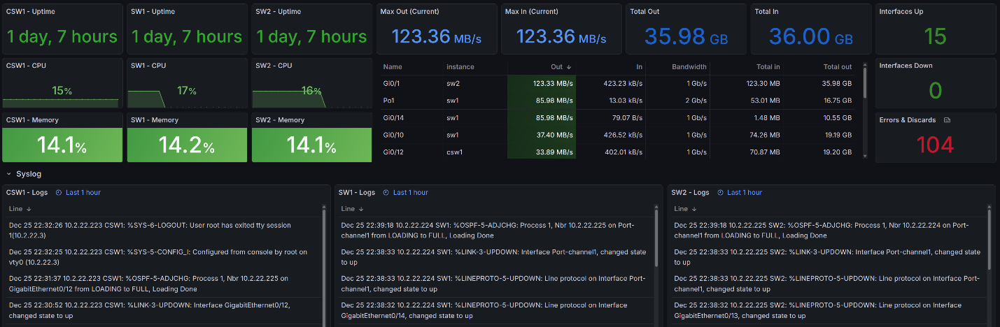 CSW1 - Uptime
1 day, 7 hours
SW1 - Uptime
1 day, 7 hours
SW2 - Uptime
1 day, 7 hours
Max Out (Current)
123.36 MB/s
Max In (Current)
123.36 MB/s
Total Out
35.98 GB
Total In
36.00 GB
Interfaces Up
15
CSW1 - CPU
15%
SW1 - CPU
17%
SW2 - CPU
16%
Name instance Out ↓ In Bandwidth Total in Total out
Gi0/1 sw2 123.33 MB/s 423.23 kB/s 1 Gb/s 123.30 MB 35.98 GB
Po1 sw1 85.98 MB/s 13.03 kB/s 2 Gb/s 53.01 MB 16.75 GB
Gi0/14 sw1 85.98 MB/s 79.07 B/s 1 Gb/s 1.48 MB 10.55 GB
Gi0/10 sw1 37.40 MB/s 426.52 kB/s 1 Gb/s 74.26 MB 19.19 GB
Gi0/12 csw1 33.89 MB/s 402.01 kB/s 1 Gb/s 70.87 MB 19.20 GB
Interfaces Down
0
CSW1 - Memory
14.1%
SW1 - Memory
14.2%
SW2 - Memory
14.1%
Errors & Discards
104
Syslog
CSW1 - Logs Last 1 hour
Line ↓
Dec 25 22:32:26 10.2.22.223 CSW1: %SYS-6-LOGOUT: User root has exited tty session
1(10.2.22.3)
Dec 25 22:32:25 10.2.22.223 CSW1: %SYS-5-CONFIG_I: Configured from console by root on
vty0 (10.2.22.3)
Dec 25 22:31:37 10.2.22.223 CSW1: %OSPF-5-ADJCHG: Process 1, Nbr 10.2.22.225 on
GigabitEthernet0/12 from LOADING to FULL, Loading Done
Dec 25 22:30:52 10.2.22.223 CSW1: %LINK-3-UPDOWN: Interface GigabitEthernet0/12,
changed state to up
SW1 - Logs Last 1 hour
Line ↓
Dec 25 22:39:18 10.2.22.224 SW1: %OSPF-5-ADJCHG: Process 1, Nbr 10.2.22.225 on Port-
channel1 from LOADING to FULL, Loading Done
Dec 25 22:38:33 10.2.22.224 SW1: %LINK-3-UPDOWN: Interface Port-channel1, changed state
to up
Dec 25 22:38:33 10.2.22.224 SW1: %LINEPROTO-5-UPDOWN: Line protocol on Interface Port-
channel1, changed state to up
Dec 25 22:38:32 10.2.22.224 SW1: %LINEPROTO-5-UPDOWN: Line protocol on Interface
GigabitEthernet0/14, changed state to up
SW2 - Logs Last 1 hour
Line ↓
Dec 25 22:39:18 10.2.22.225 SW2: %OSPF-5-ADJCHG: Process 1, Nbr 10.2.22.224 on Port-
channel1 from LOADING to FULL, Loading Done
Dec 25 22:38:33 10.2.22.225 SW2: %LINK-3-UPDOWN: Interface Port-channel1, changed state
to up
Dec 25 22:38:33 10.2.22.225 SW2: %LINEPROTO-5-UPDOWN: Line protocol on Interface Port-
channel1, changed state to up
Dec 25 22:38:32 10.2.22.225 SW2: %LINEPROTO-5-UPDOWN: Line protocol on Interface
GigabitEthernet0/13, changed state to up